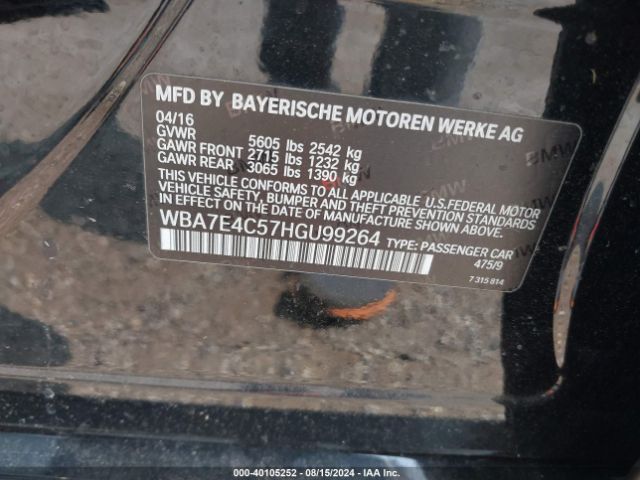 MFD BY BAYERISCHE MOTOREN WERKE AG
04/16
GVWR 5605 lbs 2542 kg
GAWR FRONT 2715 lbs 1232 kg
GAWR REAR 3065 lbs 1390 kg
THIS VEHICLE CONFORMS TO ALL APPLICABLE U.S.FEDERAL MOTOR
VEHICLE SAFETY, BUMPER, AND THEFT PREVENTION STANDARDS
IN EFFECT ON THE DATE OF MANUFACTURE SHOWN ABOVE.
WBA7E4C57HGU99264 TYPE: PASSENGER CAR
475/9
7 315 814
BMW
000-40105252 - 08/15/2024 - IAA Inc.